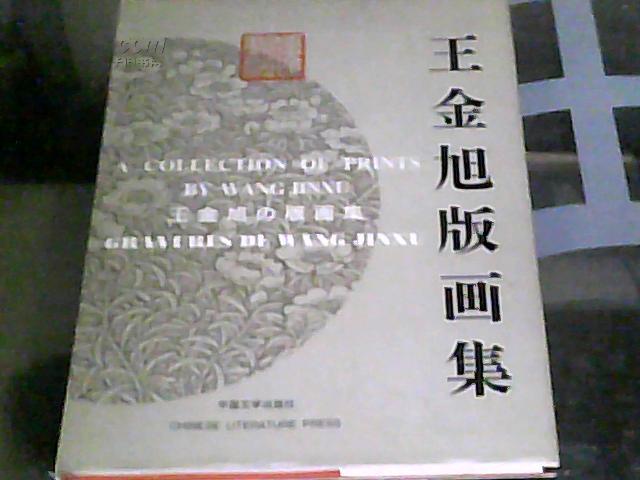 王金旭版画集
A COLLECTION OF PRINTS
BY WANG JINXU
王金旭の版画集
GRAVURES DE WANG JINXU
中国文学出版社
CHINESE LITERATURE PRESS